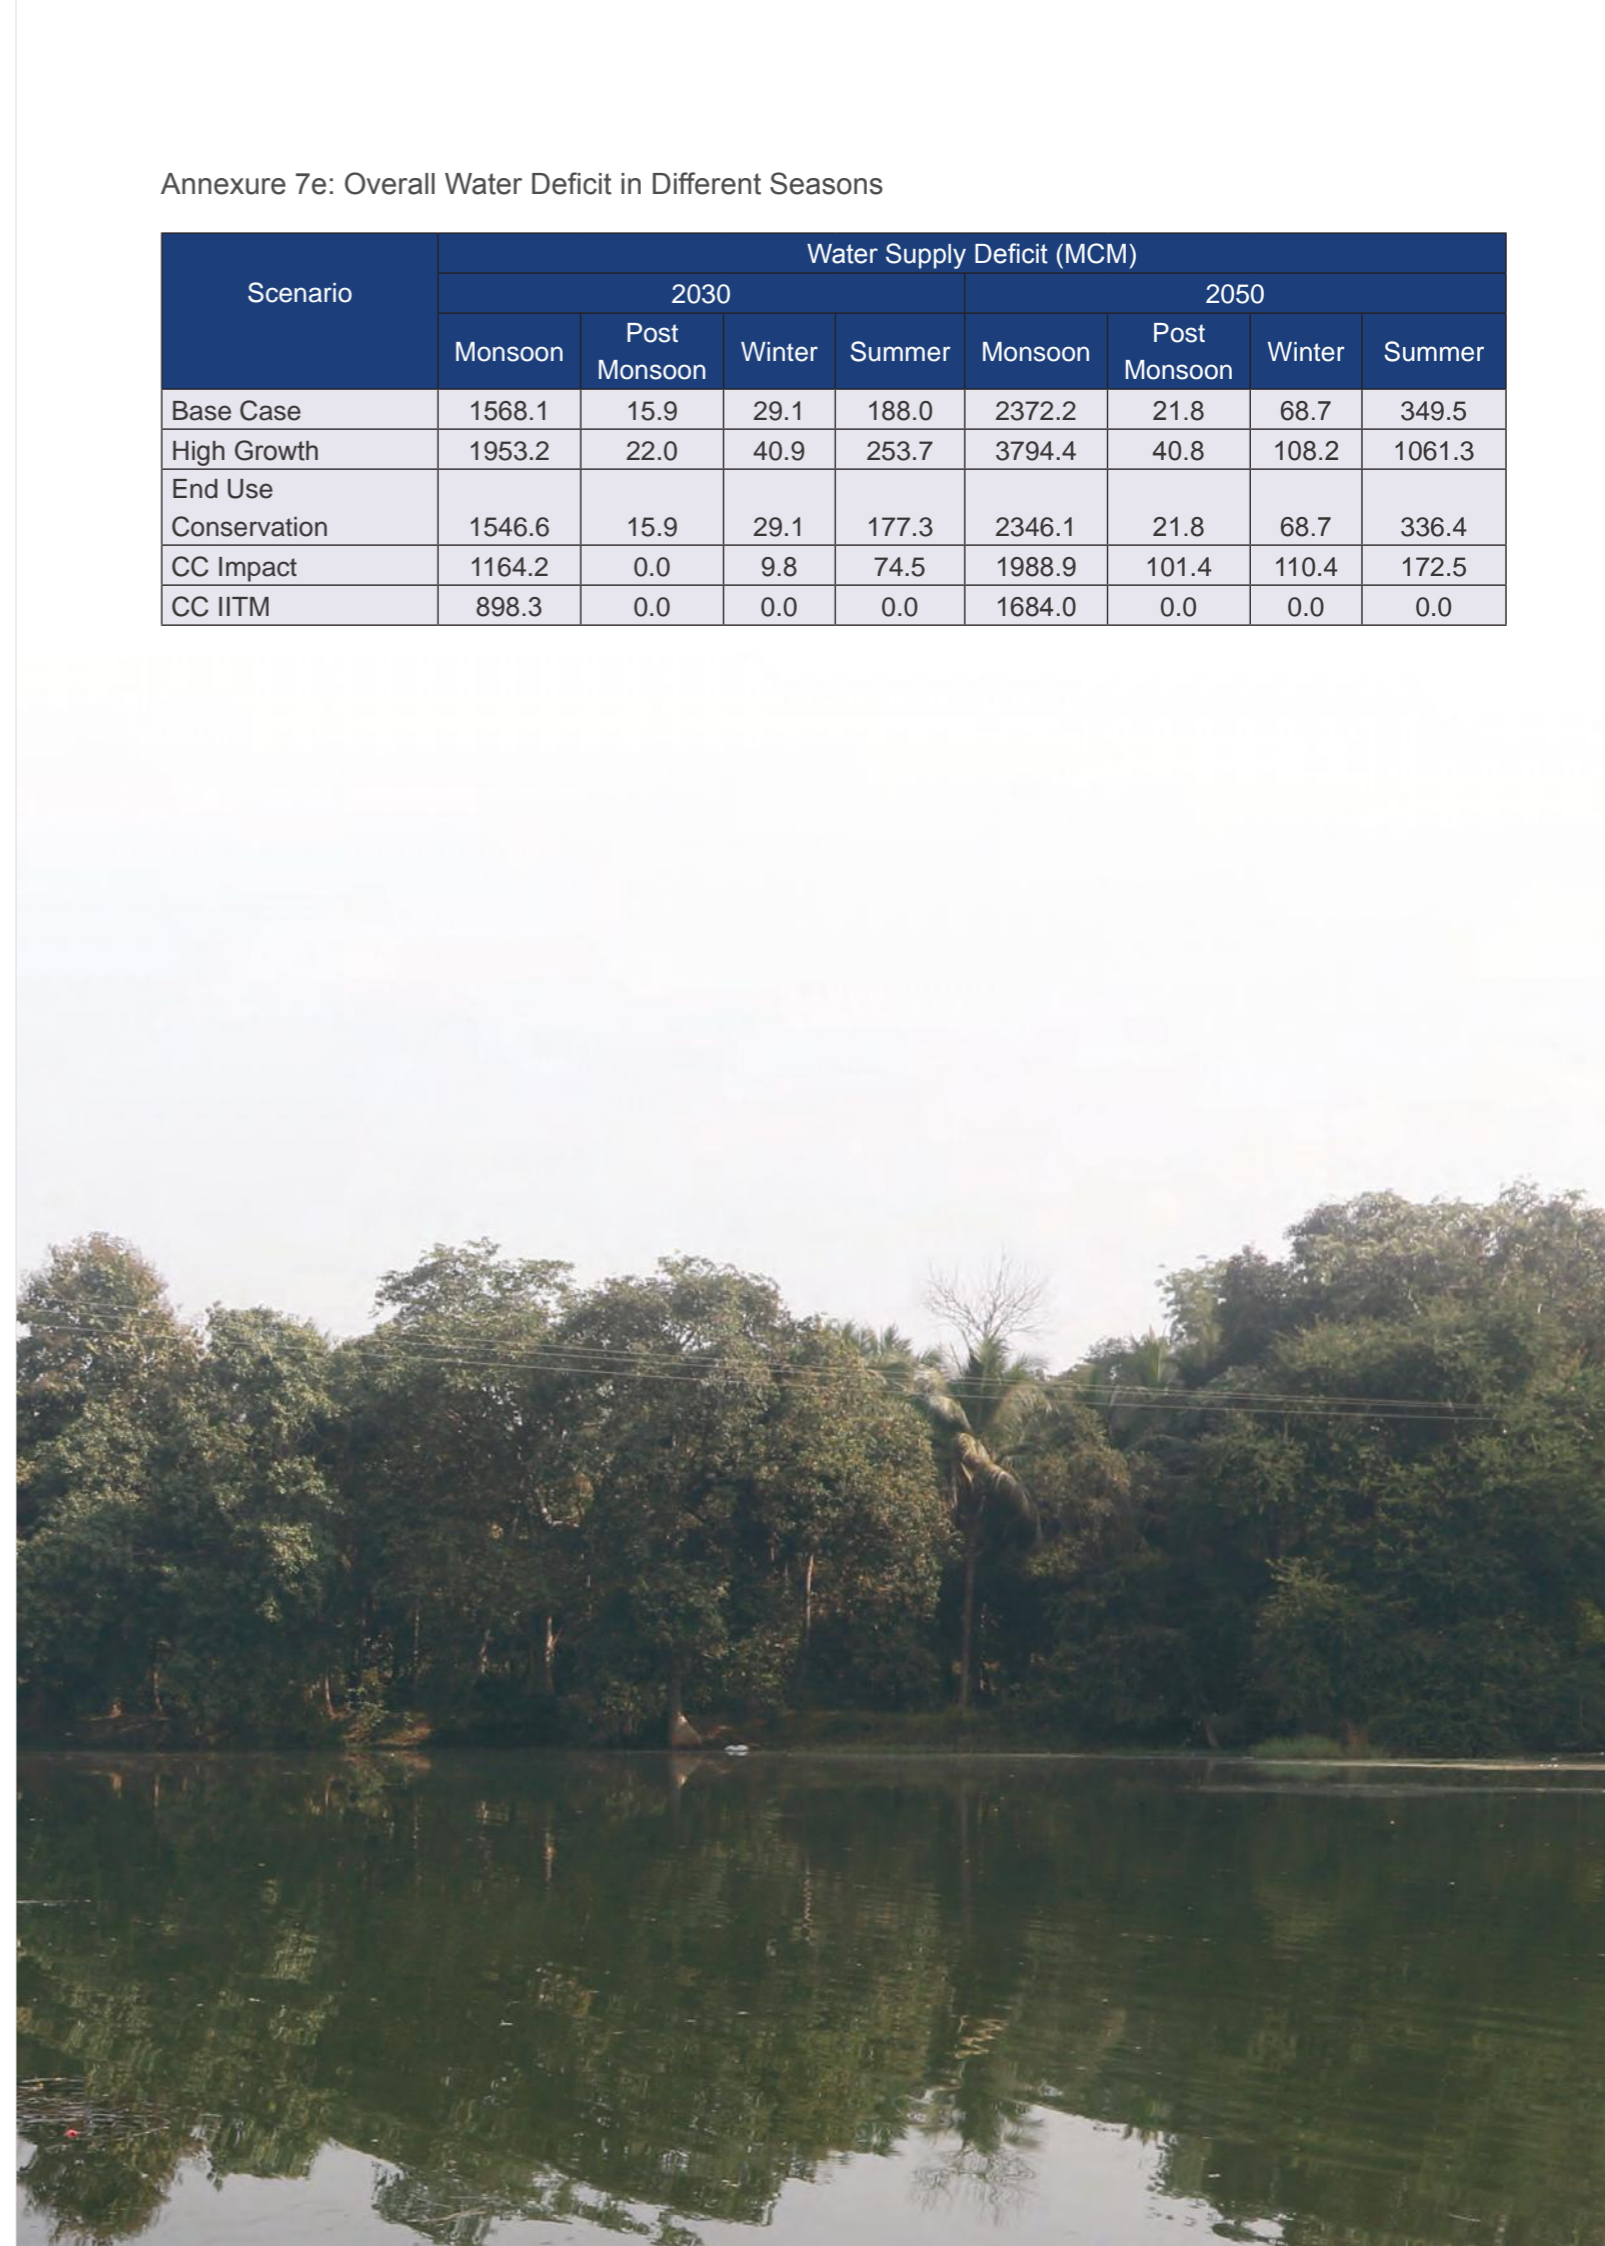 Annexure 7e: Overall Water Deficit in Different Seasons
Scenario Water Supply Deficit (MCM)
2030 2050
Monsoon Post Monsoon Winter Summer Monsoon Post Monsoon Winter Summer
Base Case 1568.1 15.9 29.1 188.0 2372.2 21.8 68.7 349.5
High Growth 1953.2 22.0 40.9 253.7 3794.4 40.8 108.2 1061.3
End Use
Conservation 1546.6 15.9 29.1 177.3 2346.1 21.8 68.7 336.4
CC Impact 1164.2 0.0 9.8 74.5 1988.9 101.4 110.4 172.5
CC IITM 898.3 0.0 0.0 0.0 1684.0 0.0 0.0 0.0